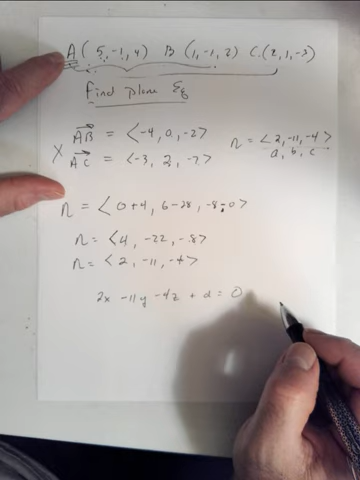 A(5,-1,4) B(1,-1,2) C(2,1,-3)
find plane Eq
AB = <-4, 0, -2>
X
AC = <-3, 2, -7>
n = <2, -11, -4>
a, b, c
n = <0+4, 6-28, -8-0>
n = <4, -22, -8>
n = <2, -11, -4>
2x -11y -4z + d = 0